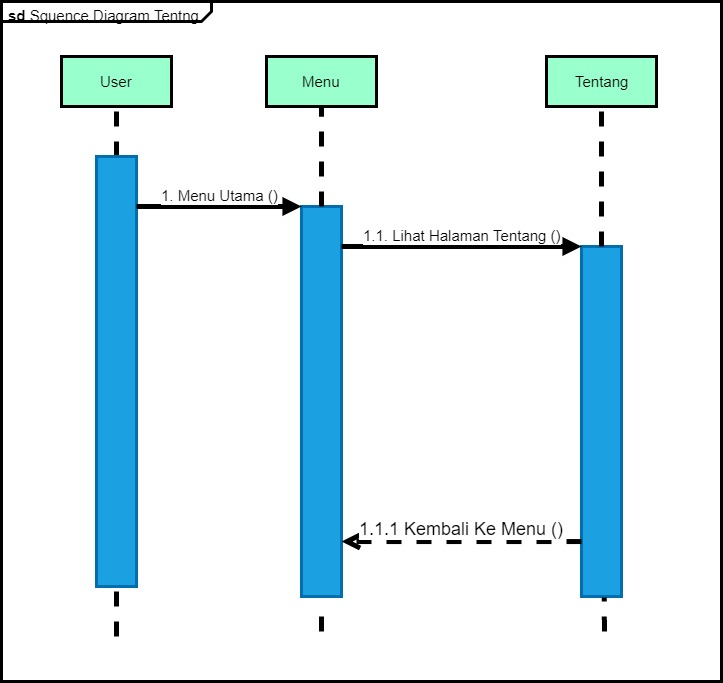 sd Squence Diagram Tentng
User
Menu
Tentang
1. Menu Utama ()
1.1. Lihat Halaman Tentang ()
1.1.1 Kembali Ke Menu ()